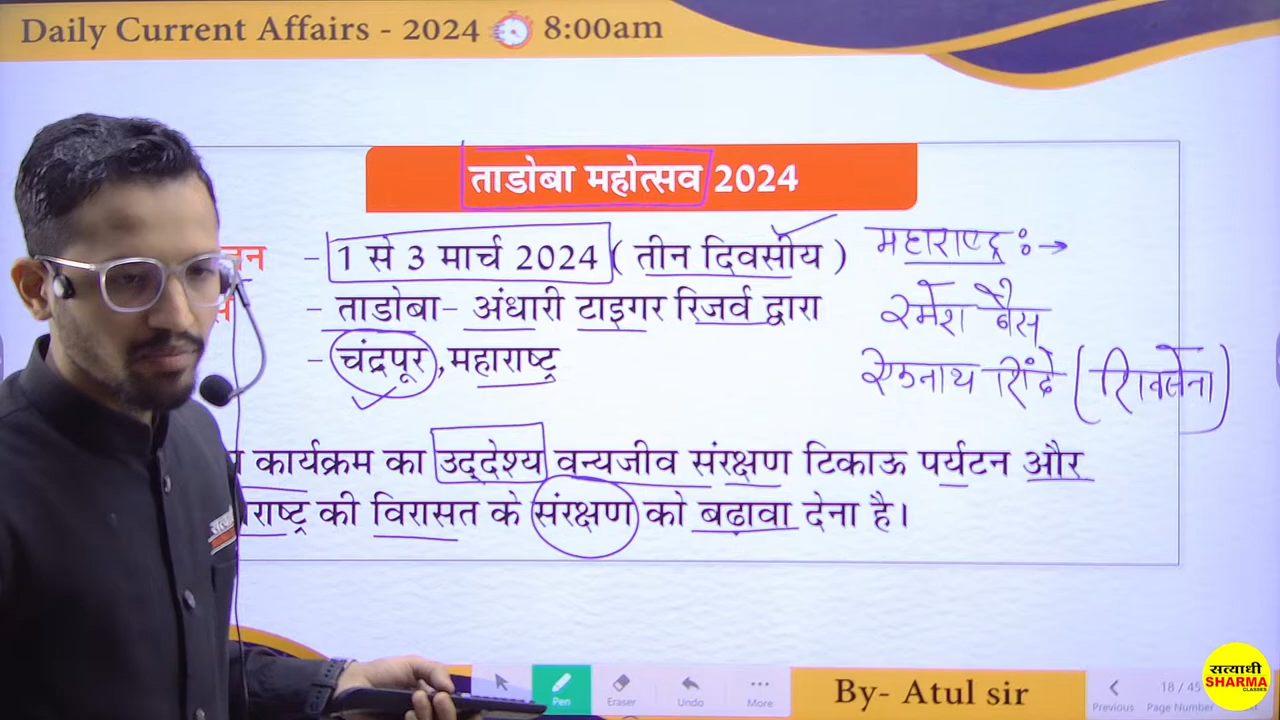 Daily Current Affairs - 2024 8:00am
ताडोबा महोत्सव 2024
- 1 से 3 मार्च 2024 ( तीन दिवसीय )
महाराष्ट्र :→
- ताडोबा- अंधारी टाइगर रिजर्व द्वारा
रमेश बैस
- चंद्रपूर, महाराष्ट्र
एकनाथ शिंदे (शिवसेना)
कार्यक्रम का उद्देश्य वन्यजीव संरक्षण टिकाऊ पर्यटन और
की विरासत के संरक्षण को बढावा देना है।
Pen
Eraser
Undo
More
By- Atul sir
Previous
18 / 45
Page Number
सत्याधी
SHARMA
CLASSES